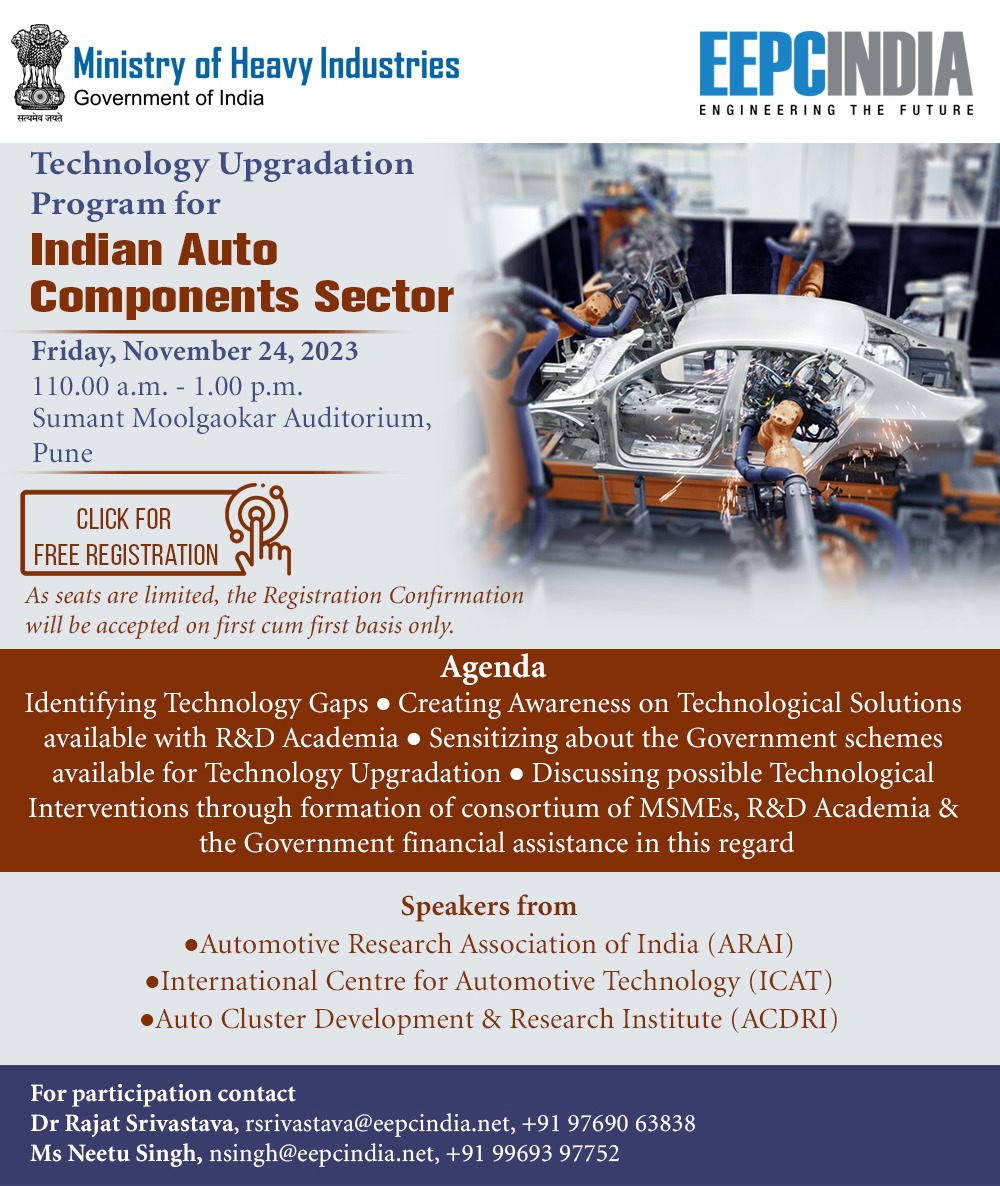 Ministry of Heavy Industries
Government of India
सत्यमेव जयते
EEPCINDIA
ENGINEERING THE FUTURE
Technology Upgradation
Program for
Indian Auto
Components Sector
Friday, November 24, 2023
110.00 a.m. - 1.00 p.m.
Sumant Moolgaokar Auditorium,
Pune
CLICK FOR
FREE REGISTRATION
As seats are limited, the Registration Confirmation
will be accepted on first cum first basis only.
Agenda
Identifying Technology Gaps ● Creating Awareness on Technological Solutions
available with R&D Academia ● Sensitizing about the Government schemes
available for Technology Upgradation ● Discussing possible Technological
Interventions through formation of consortium of MSMEs, R&D Academia &
the Government financial assistance in this regard
Speakers from
●Automotive Research Association of India (ARAI)
●International Centre for Automotive Technology (ICAT)
●Auto Cluster Development & Research Institute (ACDRI)
For participation contact
Dr Rajat Srivastava, rsrivastava@eepcindia.net, +91 97690 63838
Ms Neetu Singh, nsingh@eepcindia.net, +91 99693 97752